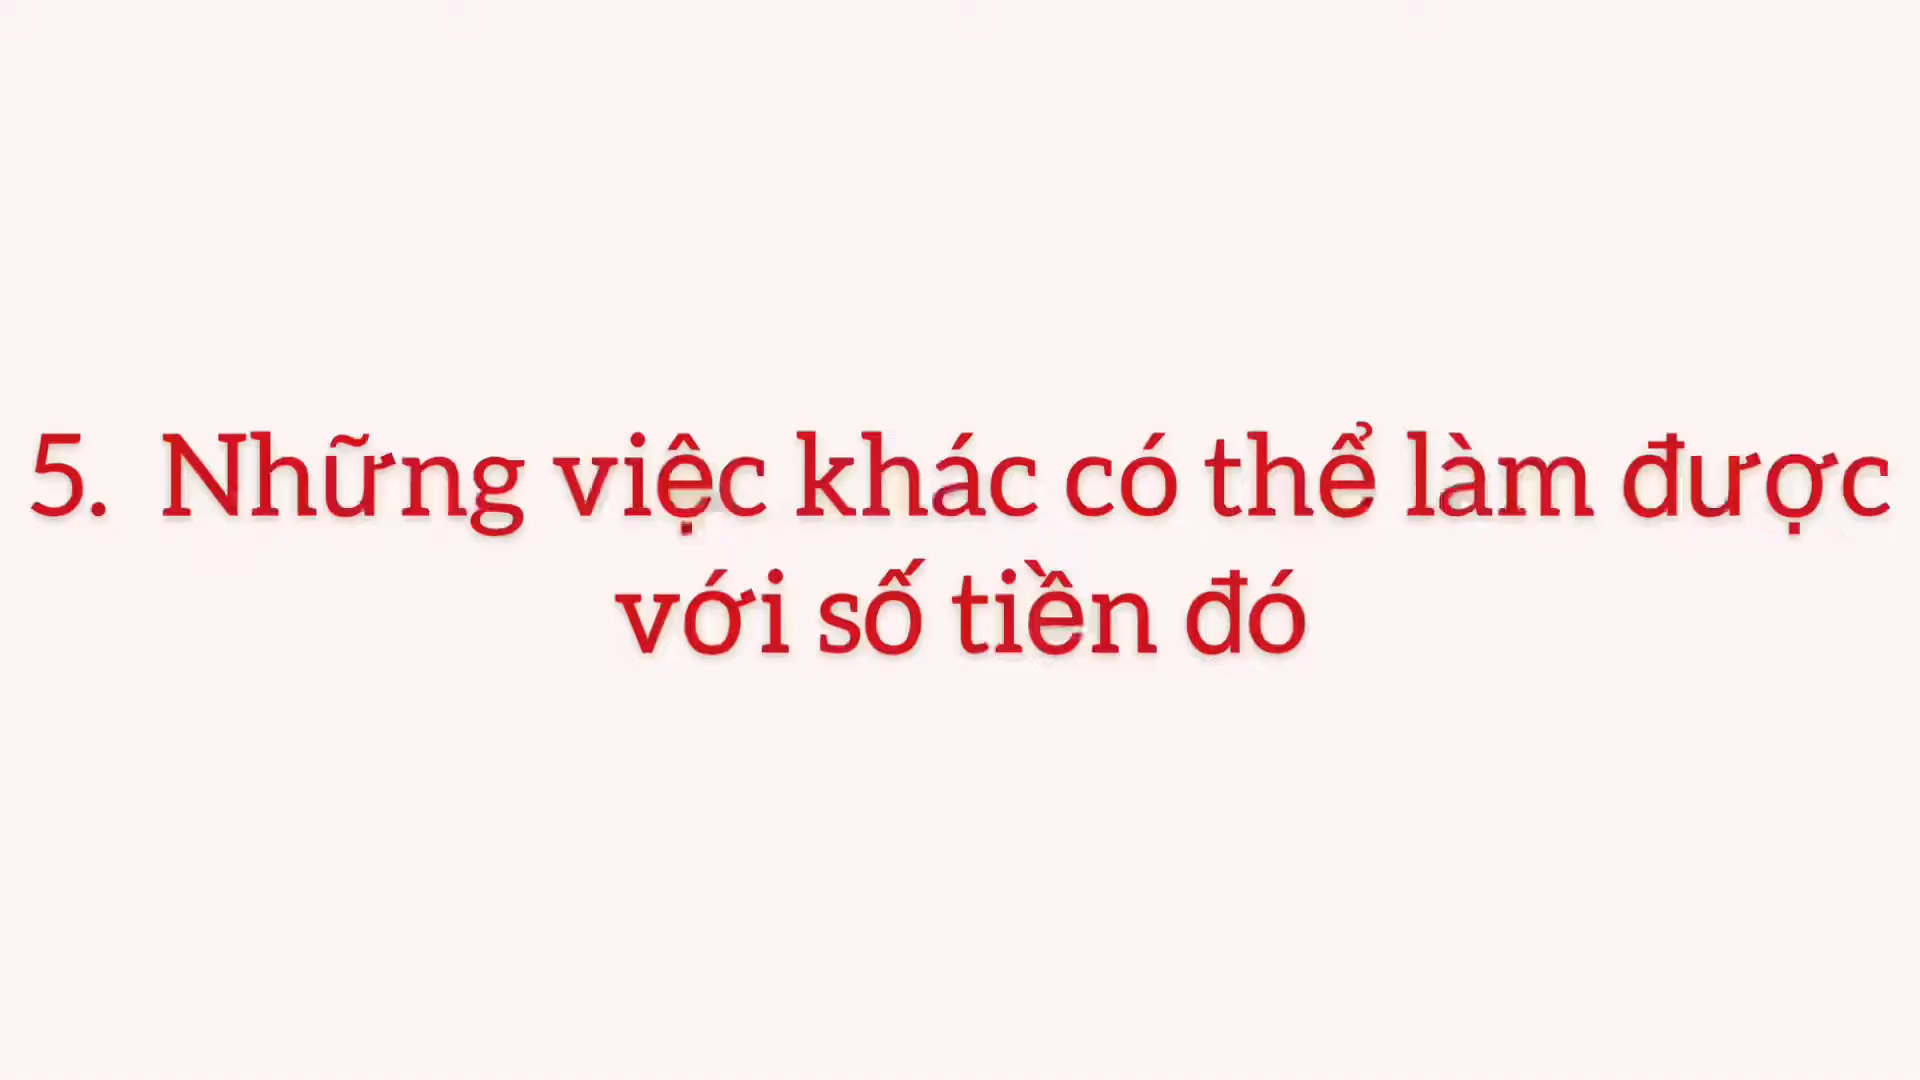 5. Những việc khác có thể làm được
với số tiền đó